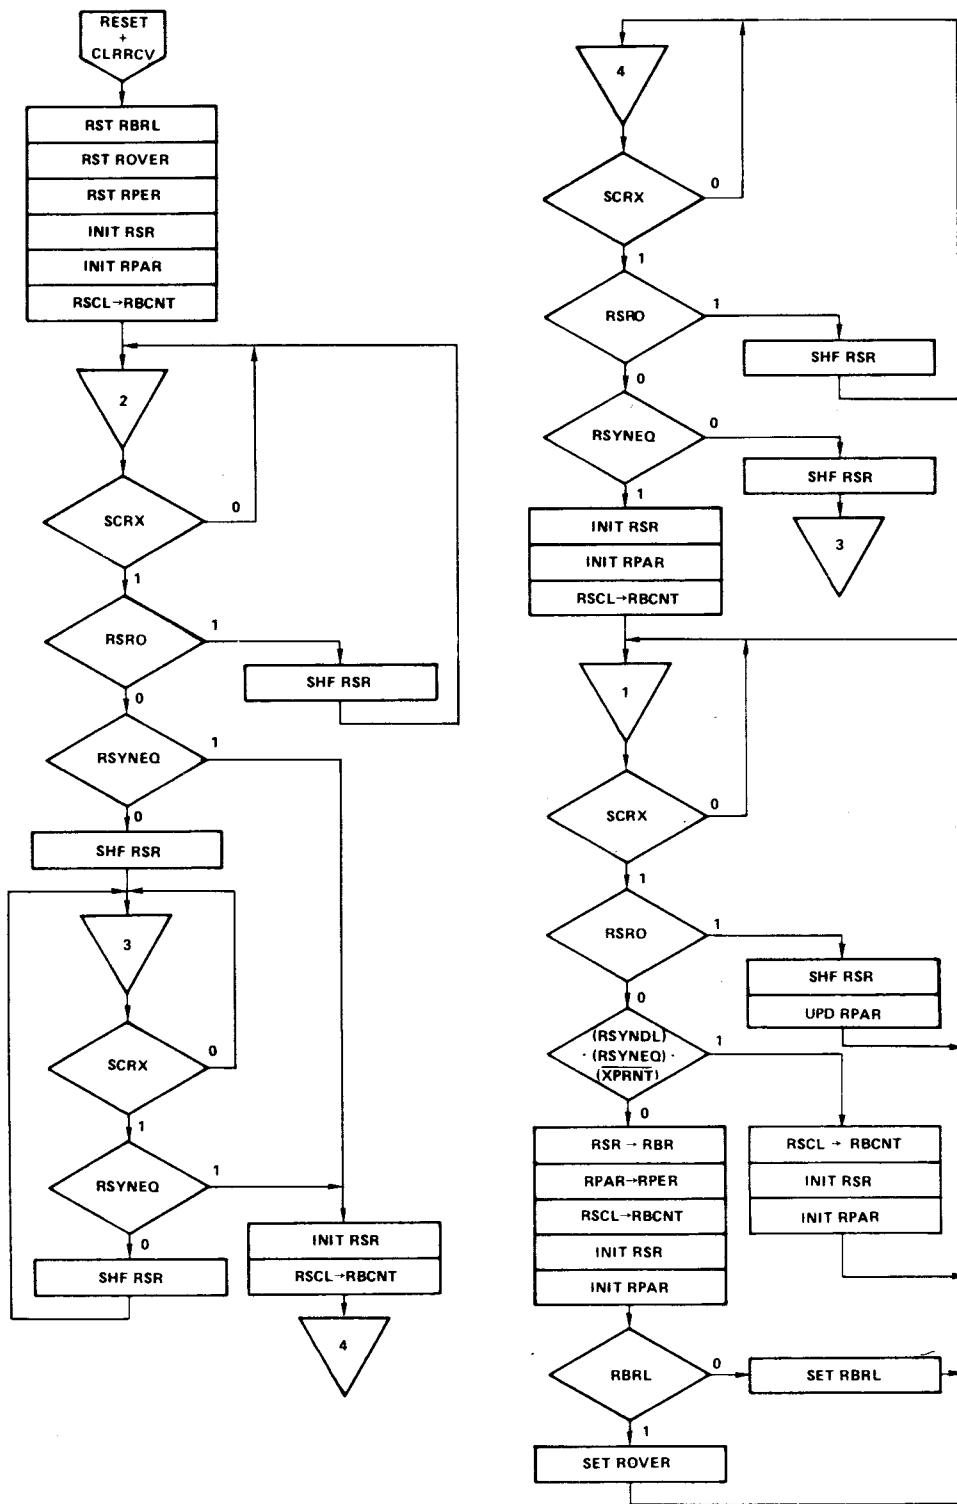 RESET
+
CLRRCV
RST RBRL
RST ROVER
RST RPER
INIT RSR
INIT RPAR
RSCL→RBCNT
2
SCRX
0
1
RSRO
1
SHF RSR
0
RSYNEQ
1
0
SHF RSR
3
SCRX
0
1
RSYNEQ
1
0
SHF RSR
INIT RSR
RSCL→RBCNT
4
4
SCRX
0
1
RSRO
1
SHF RSR
0
RSYNEQ
0
SHF RSR
3
1
INIT RSR
INIT RPAR
RSCL→RBCNT
1
SCRX
0
1
RSRO
1
SHF RSR
UPD RPAR
0
(RSYNDL)
· (RSYNEQ) ·
(X̅P̅R̅N̅T̅)
1
RSCL → RBCNT
INIT RSR
INIT RPAR
0
RSR → RBR
RPAR→RPER
RSCL→RBCNT
INIT RSR
INIT RPAR
RBRL
0
SET RBRL
1
SET ROVER